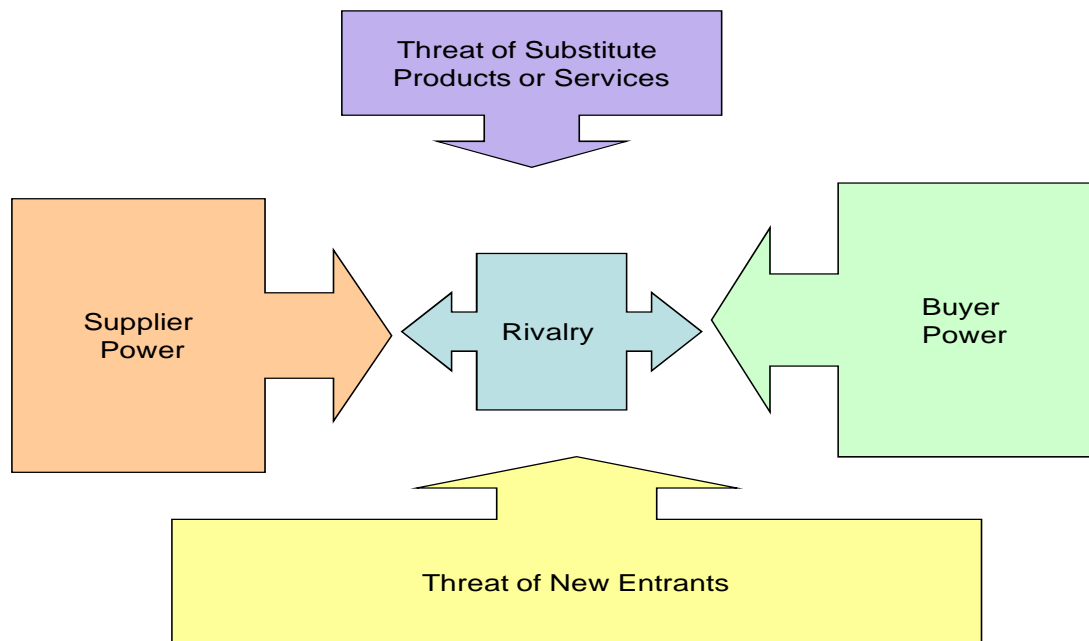 Threat of Substitute
Products or Services
Supplier
Power
Rivalry
Buyer
Power
Threat of New Entrants